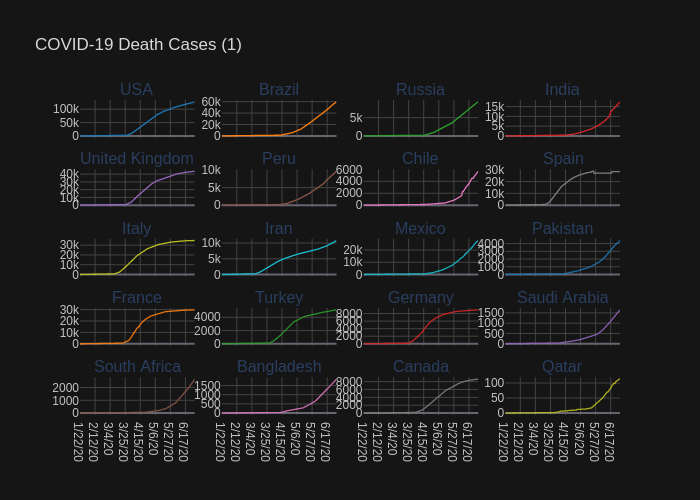 COVID-19 Death Cases (1)
USA Brazil Russia India
100k 50k 0 60k 40k 20k 0 5k 0 15k 10k 5k 0
United Kingdom Peru Chile Spain
40k 30k 20k 10k 0 10k 5k 0 6000 4000 2000 0 30k 20k 10k 0
Italy Iran Mexico Pakistan
30k 20k 10k 0 10k 5k 0 20k 10k 0 4000 3000 2000 1000 0
France Turkey Germany Saudi Arabia
30k 20k 10k 0 4000 2000 0 8000 6000 4000 2000 0 1500 1000 500 0
South Africa Bangladesh Canada Qatar
2000 1000 0 1500 1000 500 0 8000 6000 4000 2000 0 100 50 0
1/22/20 2/12/20 3/4/20 3/25/20 4/15/20 5/6/20 5/27/20 6/17/20 1/22/20 2/12/20 3/4/20 3/25/20 4/15/20 5/6/20 5/27/20 6/17/20 1/22/20 2/12/20 3/4/20 3/25/20 4/15/20 5/6/20 5/27/20 6/17/20 1/22/20 2/12/20 3/4/20 3/25/20 4/15/20 5/6/20 5/27/20 6/17/20